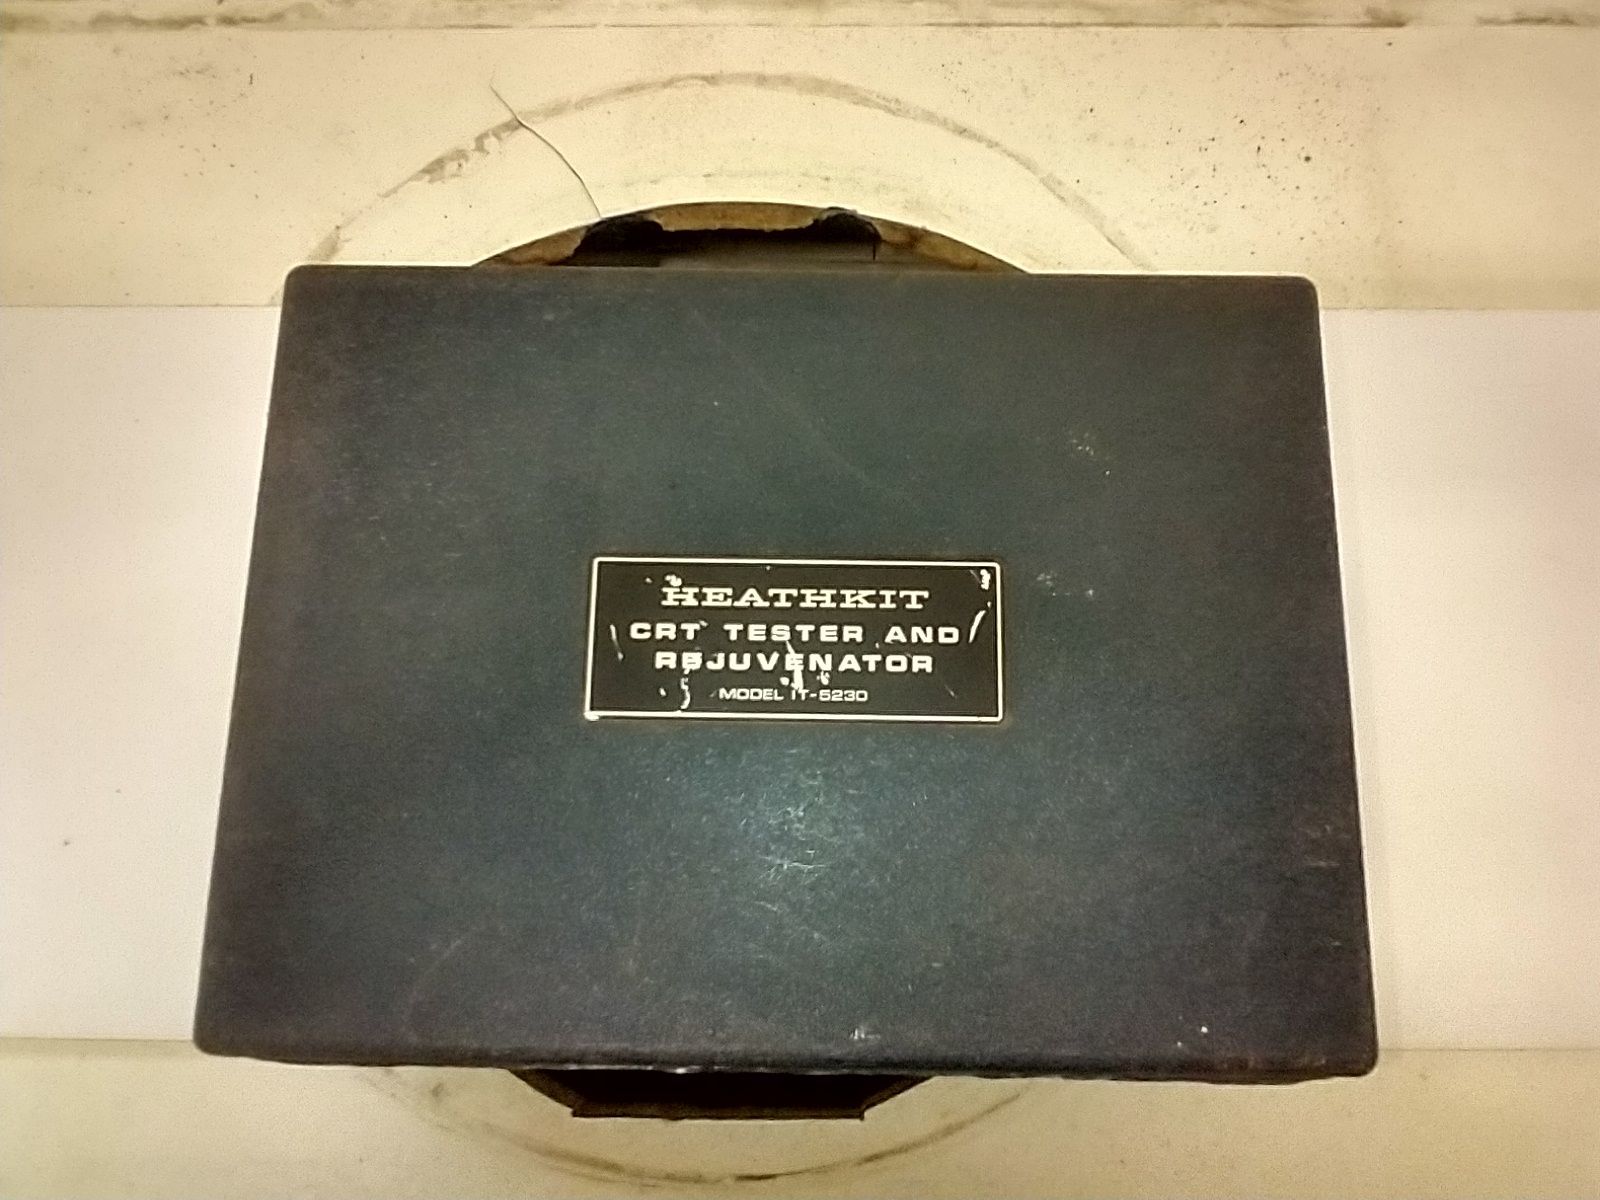 HEATHKIT
CRT TESTER AND
REJUVENATOR
MODEL IT-5230